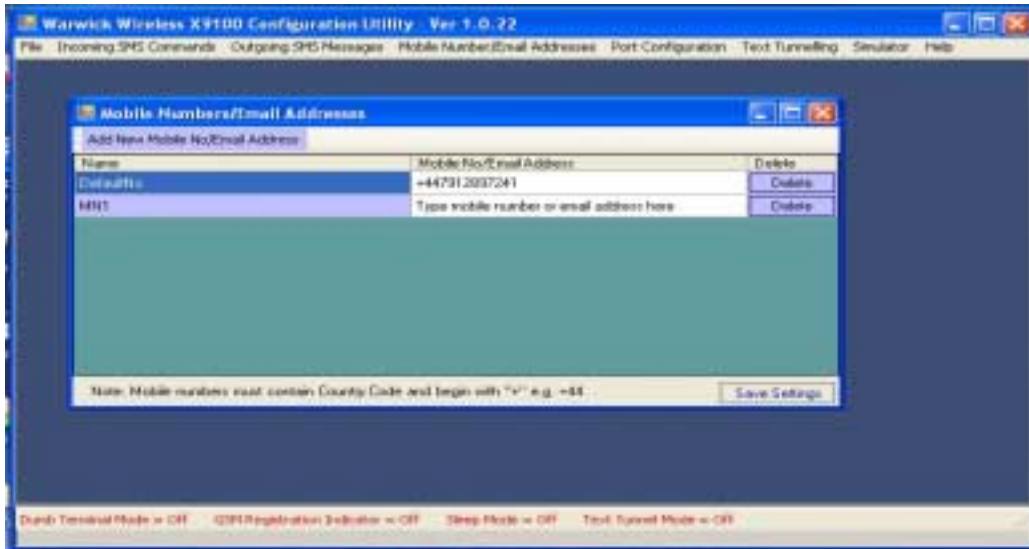 Warwick Wireless X9100 Configuration Utility Ver 1.0.22
File Incoming SMS Commands Outgoing SMS Messages Mobile Number/Email Addresses Port Configuration Text Tunnelling Simulator Help
Mobile Numbers/Email Addresses
Add New Mobile No/Email Address
Name Mobile No/Email Address Delete
DefaultNo Delete
MN1 Type mobile number or email address here Delete
Note: Mobile numbers must contain Country Code and begin with "+" e.g. +44
Save Settings
Dumb Terminal Mode = Off GSM Registration Indicator = Off Sleep Mode = Off Text Tunnel Mode = Off